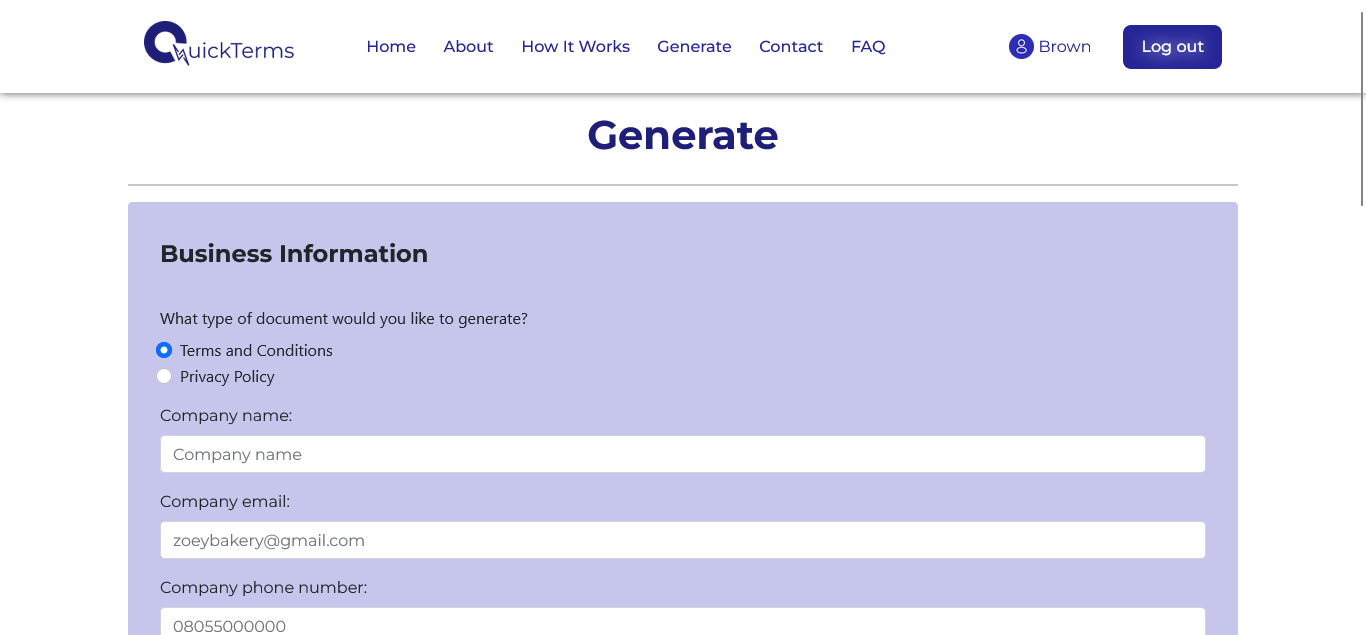 QuickTerms
Home About How It Works Generate Contact FAQ
Brown
Log out
Generate
Business Information
What type of document would you like to generate?
Terms and Conditions
Privacy Policy
Company name:
Company name
Company email:
zoeybakery@gmail.com
Company phone number:
08055000000